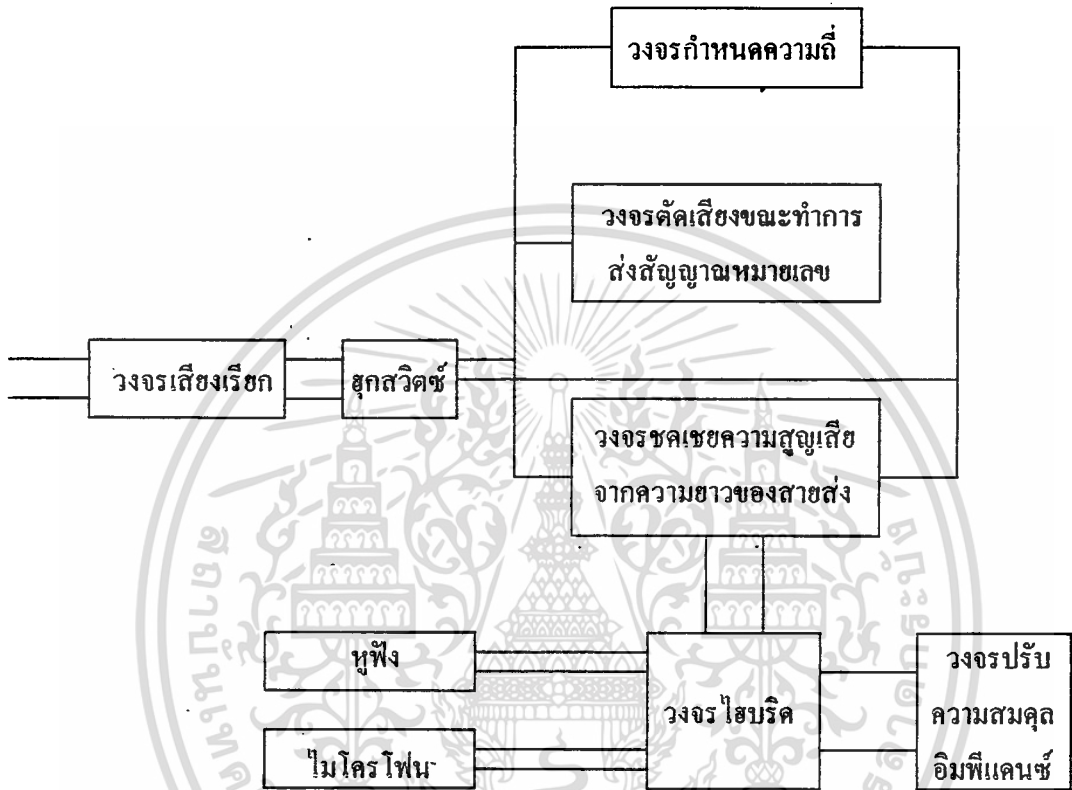 วงจรกำหนดความถี่
วงจรตัดเสียงขณะทำการ
ส่งสัญญาณหมายเลข
วงจรเสียงเรียก
ฮุกสวิตซ์
วงจรชดเชยความสูญเสีย
จากความยาวของสายส่ง
หูฟัง
ไมโครโฟน
วงจรไฮบริด
วงจรปรับ
ความสมดุล
อิมพีแดนซ์